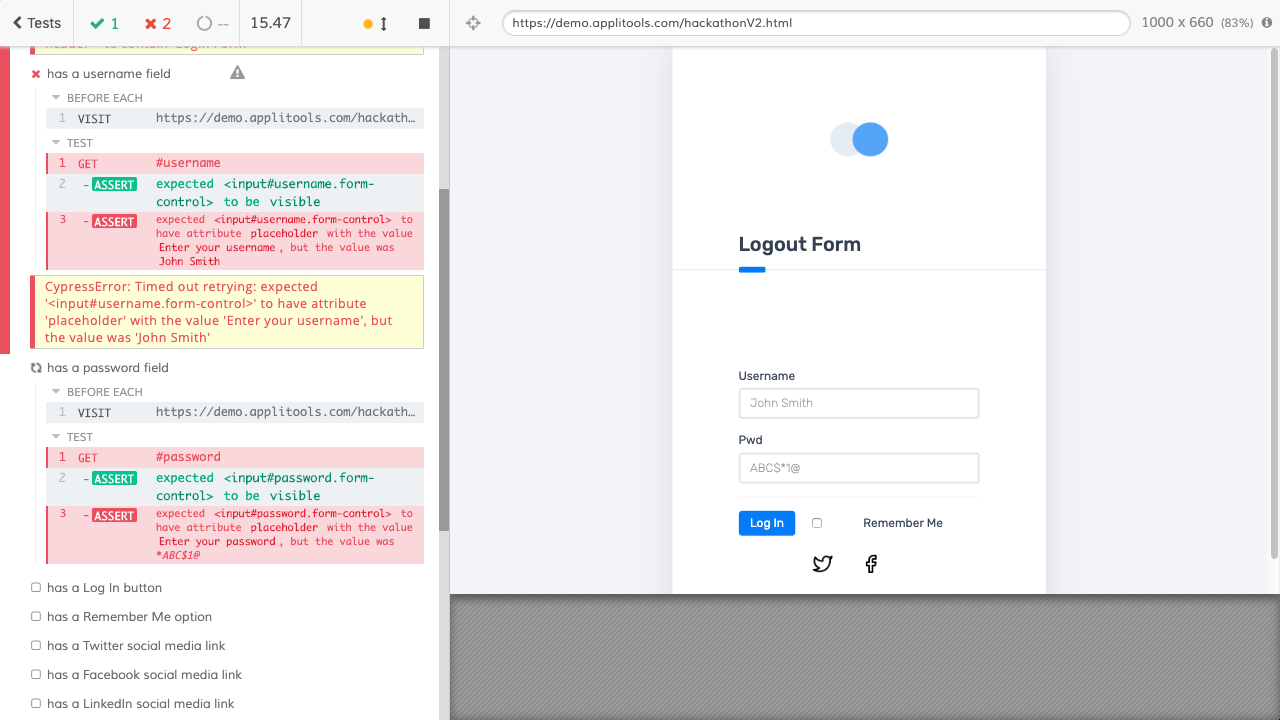 Tests
1
2
--
15.47
https://demo.applitools.com/hackathonV2.html
1000 x 660 (83%)
has a username field
BEFORE EACH
1 VISIT https://demo.applitools.com/hackath…
TEST
1 GET #username
2 -ASSERT expected <input#username.form-
control> to be visible
3 -ASSERT expected <input#username.form-control> to
have attribute placeholder with the value
Enter your username, but the value was
John Smith
CypressError: Timed out retrying: expected
'<input#username.form-control>' to have attribute
'placeholder' with the value 'Enter your username', but
the value was 'John Smith'
has a password field
BEFORE EACH
1 VISIT https://demo.applitools.com/hackath…
TEST
1 GET #password
2 -ASSERT expected <input#password.form-
control> to be visible
3 -ASSERT expected <input#password.form-control> to
have attribute placeholder with the value
Enter your password, but the value was
*ABC$1@
has a Log In button
has a Remember Me option
has a Twitter social media link
has a Facebook social media link
has a LinkedIn social media link
Logout Form
Username
John Smith
Pwd
ABC$*1@
Log In
Remember Me